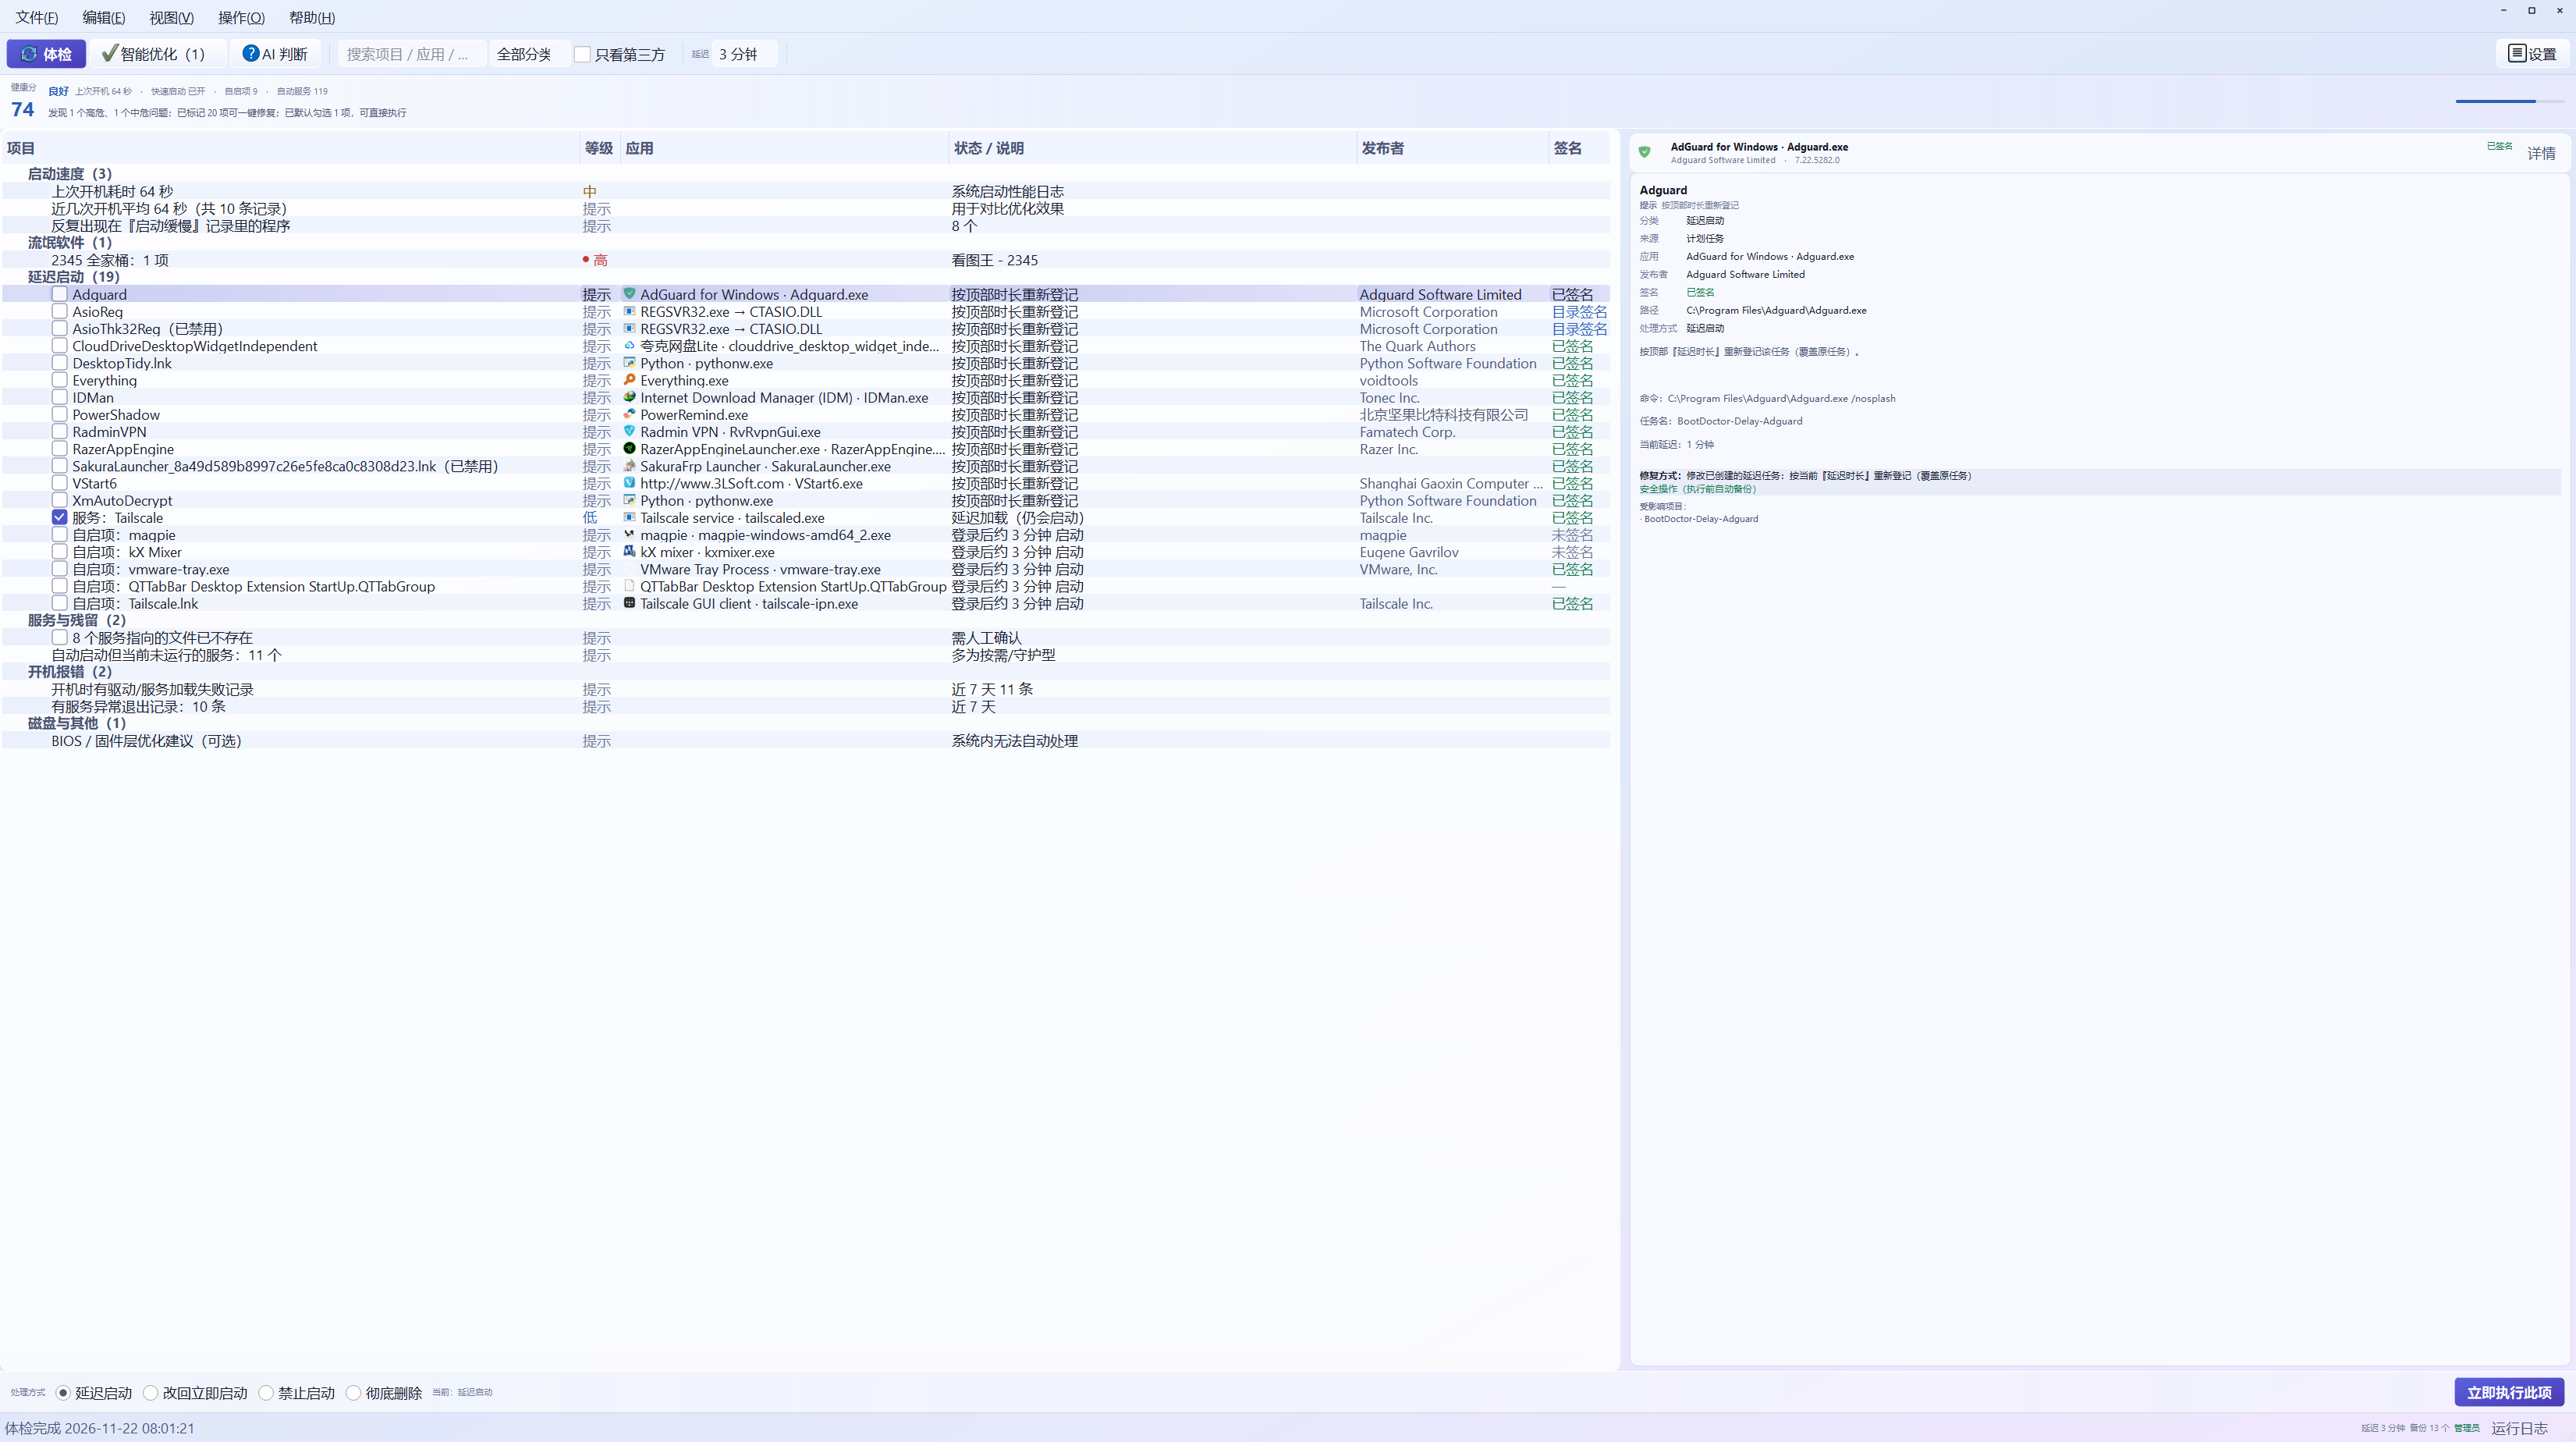 文件(F) 编辑(E) 视图(V) 操作(O) 帮助(H)
体检 智能优化（1） AI 判断 搜索项目 / 应用 / ... 全部分类 只看第三方 延迟 3 分钟 设置
健康分 良好 上次开机 64 秒 · 快速启动 已开 · 自启项 9 · 自动服务 119
74 发现 1 个高危、1 个中危问题；已标记 20 项可一键修复；已默认勾选 1 项，可直接执行
项目 等级 应用 状态 / 说明 发布者 签名
启动速度（3）
上次开机耗时 64 秒 中 系统启动性能日志
近几次开机平均 64 秒（共 10 条记录） 提示 用于对比优化效果
反复出现在『启动缓慢』记录里的程序 提示 8 个
流氓软件（1）
2345 全家桶：1 项 高 看图王 - 2345
延迟启动（19）
Adguard 提示 AdGuard for Windows · Adguard.exe 按顶部时长重新登记 Adguard Software Limited 已签名
AsioReg 提示 REGSVR32.exe → CTASIO.DLL 按顶部时长重新登记 Microsoft Corporation 目录签名
AsioThk32Reg（已禁用） 提示 REGSVR32.exe → CTASIO.DLL 按顶部时长重新登记 Microsoft Corporation 目录签名
CloudDriveDesktopWidgetIndependent 提示 夸克网盘Lite · clouddrive_desktop_widget_inde... 按顶部时长重新登记 The Quark Authors 已签名
DesktopTidy.lnk 提示 Python · pythonw.exe 按顶部时长重新登记 Python Software Foundation 已签名
Everything 提示 Everything.exe 按顶部时长重新登记 voidtools 已签名
IDMan 提示 Internet Download Manager (IDM) · IDMan.exe 按顶部时长重新登记 Tonec Inc. 已签名
PowerShadow 提示 PowerRemind.exe 按顶部时长重新登记 北京坚果比特科技有限公司 已签名
RadminVPN 提示 Radmin VPN · RvRvpnGui.exe 按顶部时长重新登记 Famatech Corp. 已签名
RazerAppEngine 提示 RazerAppEngineLauncher.exe · RazerAppEngine.... 按顶部时长重新登记 Razer Inc. 已签名
SakuraLauncher_8a49d589b8997c26e5fe8ca0c8308d23.lnk（已禁用） 提示 SakuraFrp Launcher · SakuraLauncher.exe 按顶部时长重新登记 已签名
VStart6 提示 http://www.3LSoft.com · VStart6.exe 按顶部时长重新登记 Shanghai Gaoxin Computer ... 已签名
XmAutoDecrypt 提示 Python · pythonw.exe 按顶部时长重新登记 Python Software Foundation 已签名
服务：Tailscale 低 Tailscale service · tailscaled.exe 延迟加载（仍会启动） Tailscale Inc. 已签名
自启项：magpie 提示 magpie · magpie-windows-amd64_2.exe 登录后约 3 分钟 启动 magpie 未签名
自启项：kX Mixer 提示 kX mixer · kxmixer.exe 登录后约 3 分钟 启动 Eugene Gavrilov 未签名
自启项：vmware-tray.exe 提示 VMware Tray Process · vmware-tray.exe 登录后约 3 分钟 启动 VMware, Inc. 已签名
自启项：QTTabBar Desktop Extension StartUp.QTTabGroup 提示 QTTabBar Desktop Extension StartUp.QTTabGroup 登录后约 3 分钟 启动 —
自启项：Tailscale.lnk 提示 Tailscale GUI client · tailscale-ipn.exe 登录后约 3 分钟 启动 Tailscale Inc. 已签名
服务与残留（2）
8 个服务指向的文件已不存在 提示 需人工确认
自动启动但当前未运行的服务：11 个 提示 多为按需/守护型
开机报错（2）
开机时有驱动/服务加载失败记录 提示 近 7 天 11 条
有服务异常退出记录：10 条 提示 近 7 天
磁盘与其他（1）
BIOS / 固件层优化建议（可选） 提示 系统内无法自动处理
AdGuard for Windows · Adguard.exe 已签名 详情
Adguard Software Limited · 7.22.5282.0
Adguard
提示 按顶部时长重新登记
分类 延迟启动
来源 计划任务
应用 AdGuard for Windows · Adguard.exe
发布者 Adguard Software Limited
签名 已签名
路径 C:\Program Files\Adguard\Adguard.exe
处理方式 延迟启动
按顶部『延迟时长』重新登记该任务（覆盖原任务）。
命令：C:\Program Files\Adguard\Adguard.exe /nosplash
任务名：BootDoctor-Delay-Adguard
当前延迟：1 分钟
修复方式：修改已创建的延迟任务：按当前『延迟时长』重新登记（覆盖原任务）
安全操作（执行前自动备份）
受影响项目：
· BootDoctor-Delay-Adguard
处理方式 延迟启动 改回立即启动 禁止启动 彻底删除 当前：延迟启动 立即执行此项
体检完成 2026-11-22 08:01:21 延迟 3 分钟 备份 13 个 管理员 运行日志